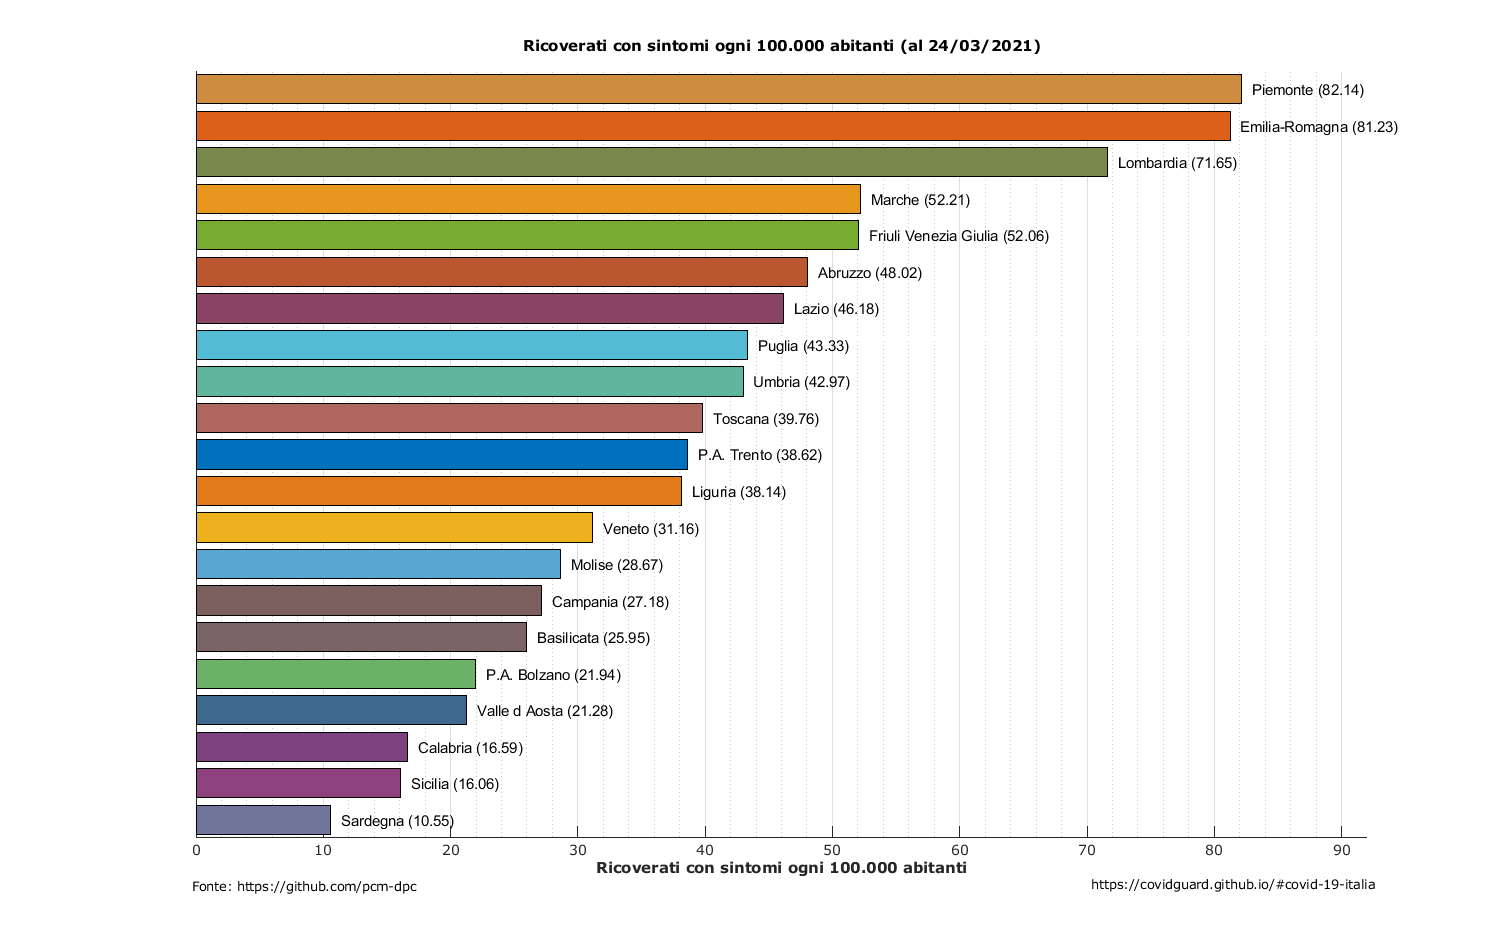 Ricoverati con sintomi ogni 100.000 abitanti (al 24/03/2021)
Piemonte (82.14)
Emilia-Romagna (81.23)
Lombardia (71.65)
Marche (52.21)
Friuli Venezia Giulia (52.06)
Abruzzo (48.02)
Lazio (46.18)
Puglia (43.33)
Umbria (42.97)
Toscana (39.76)
P.A. Trento (38.62)
Liguria (38.14)
Veneto (31.16)
Molise (28.67)
Campania (27.18)
Basilicata (25.95)
P.A. Bolzano (21.94)
Valle d Aosta (21.28)
Calabria (16.59)
Sicilia (16.06)
Sardegna (10.55)
0 10 20 30 40 50 60 70 80 90
Ricoverati con sintomi ogni 100.000 abitanti
Fonte: https://github.com/pcm-dpc
https://covidguard.github.io/#covid-19-italia